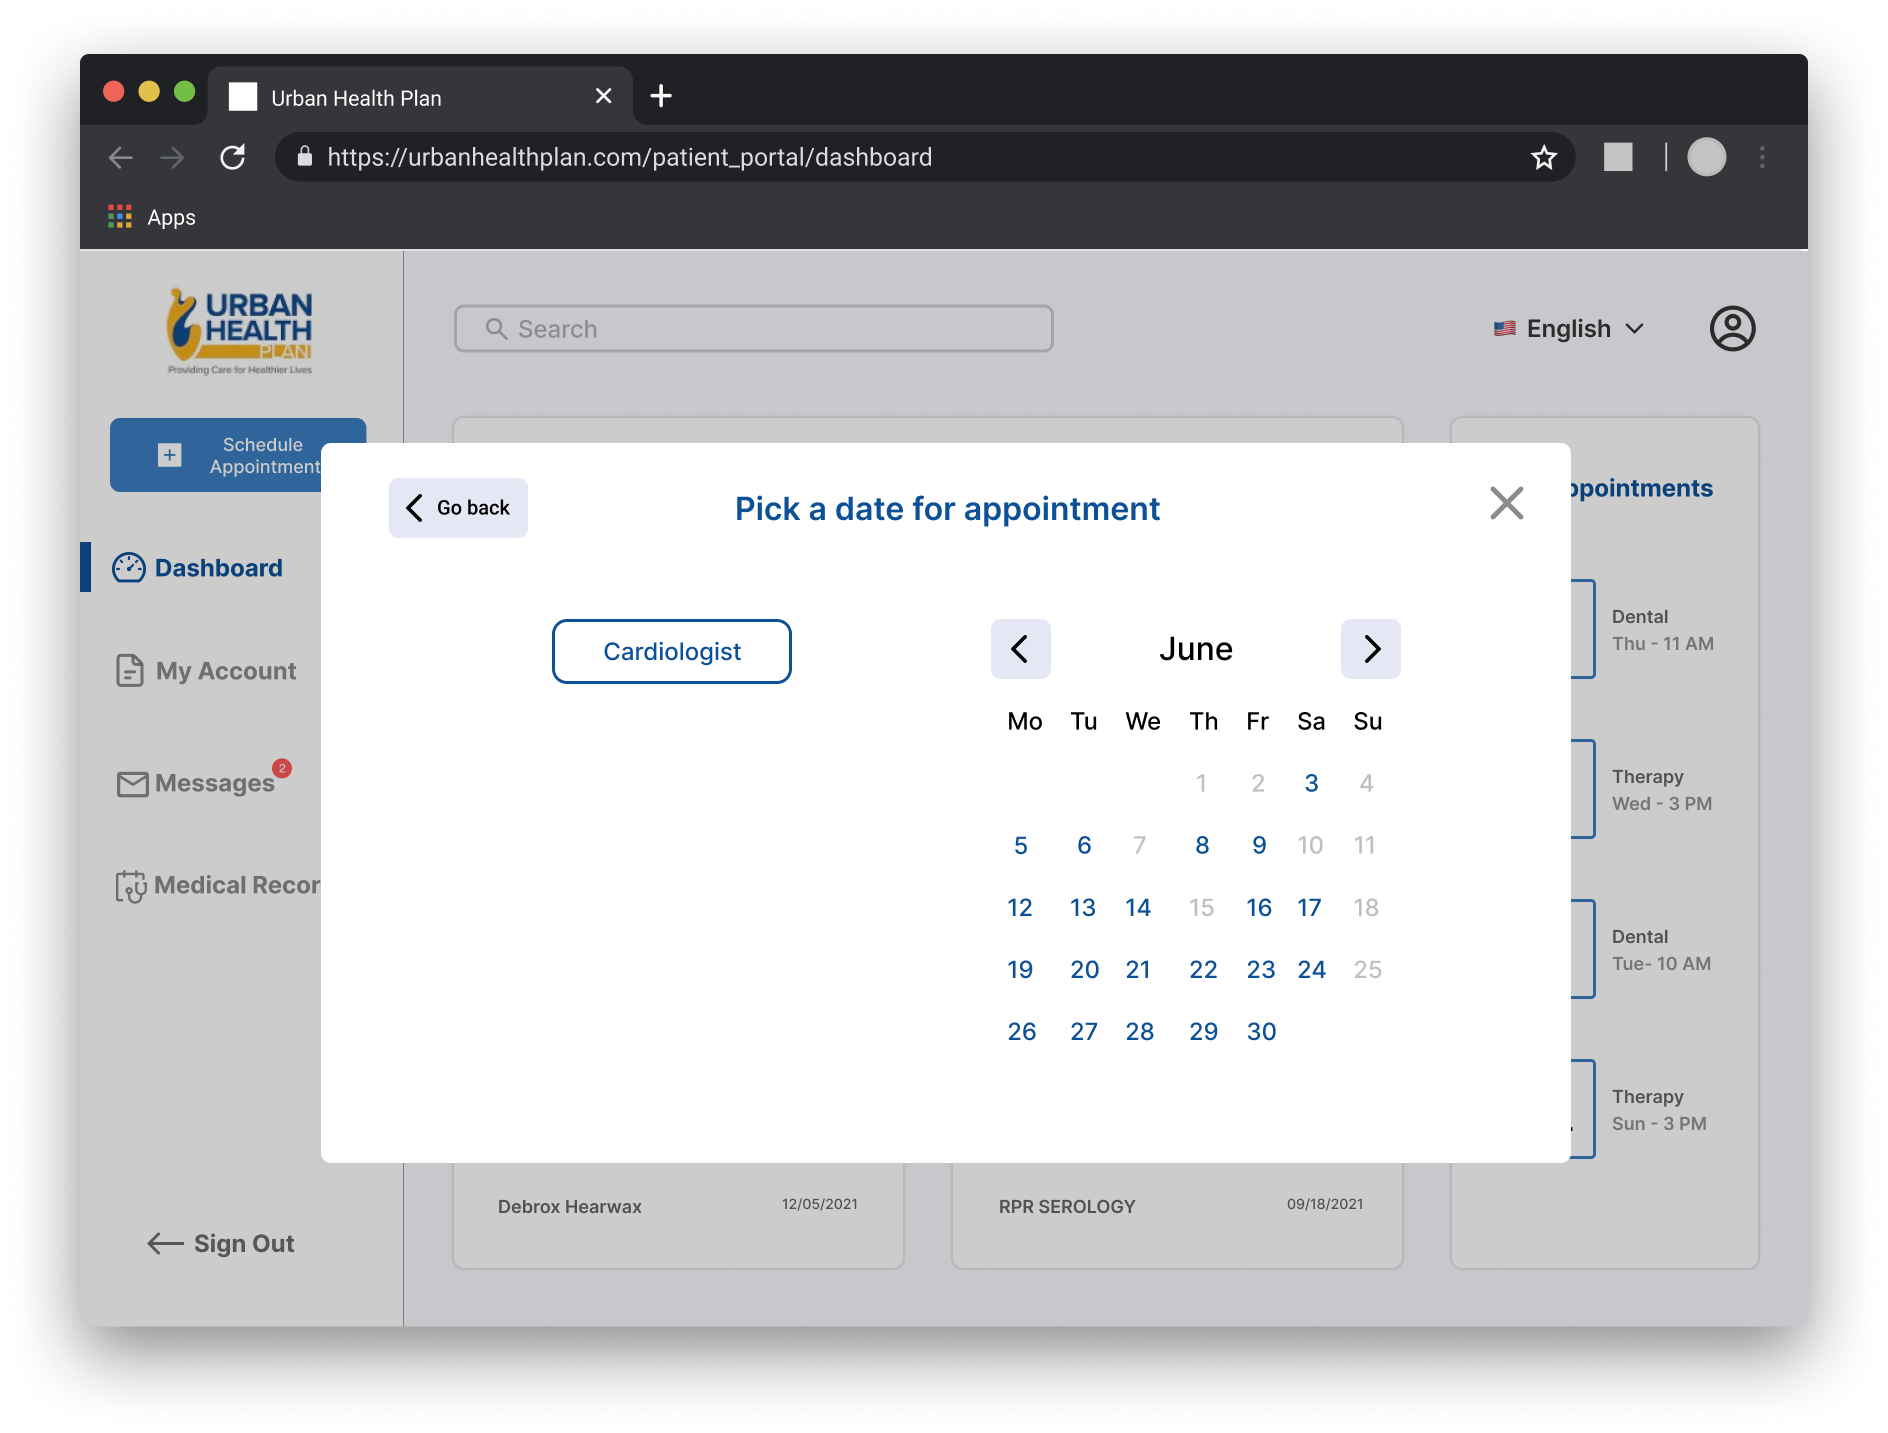 Urban Health Plan
https://urbanhealthplan.com/patient_portal/dashboard
Apps
URBAN
HEALTH
PLAN
Providing Care for Healthier Lives
Search
English
Schedule
Appointment
Dashboard
My Account
Messages
2
Medical Recor
Sign Out
Go back
Pick a date for appointment
Cardiologist
June
Mo Tu We Th Fr Sa Su
1 2 3 4
5 6 7 8 9 10 11
12 13 14 15 16 17 18
19 20 21 22 23 24 25
26 27 28 29 30
ppointments
Dental
Thu - 11 AM
Therapy
Wed - 3 PM
Dental
Tue- 10 AM
Therapy
Sun - 3 PM
Debrox Hearwax 12/05/2021
RPR SEROLOGY 09/18/2021